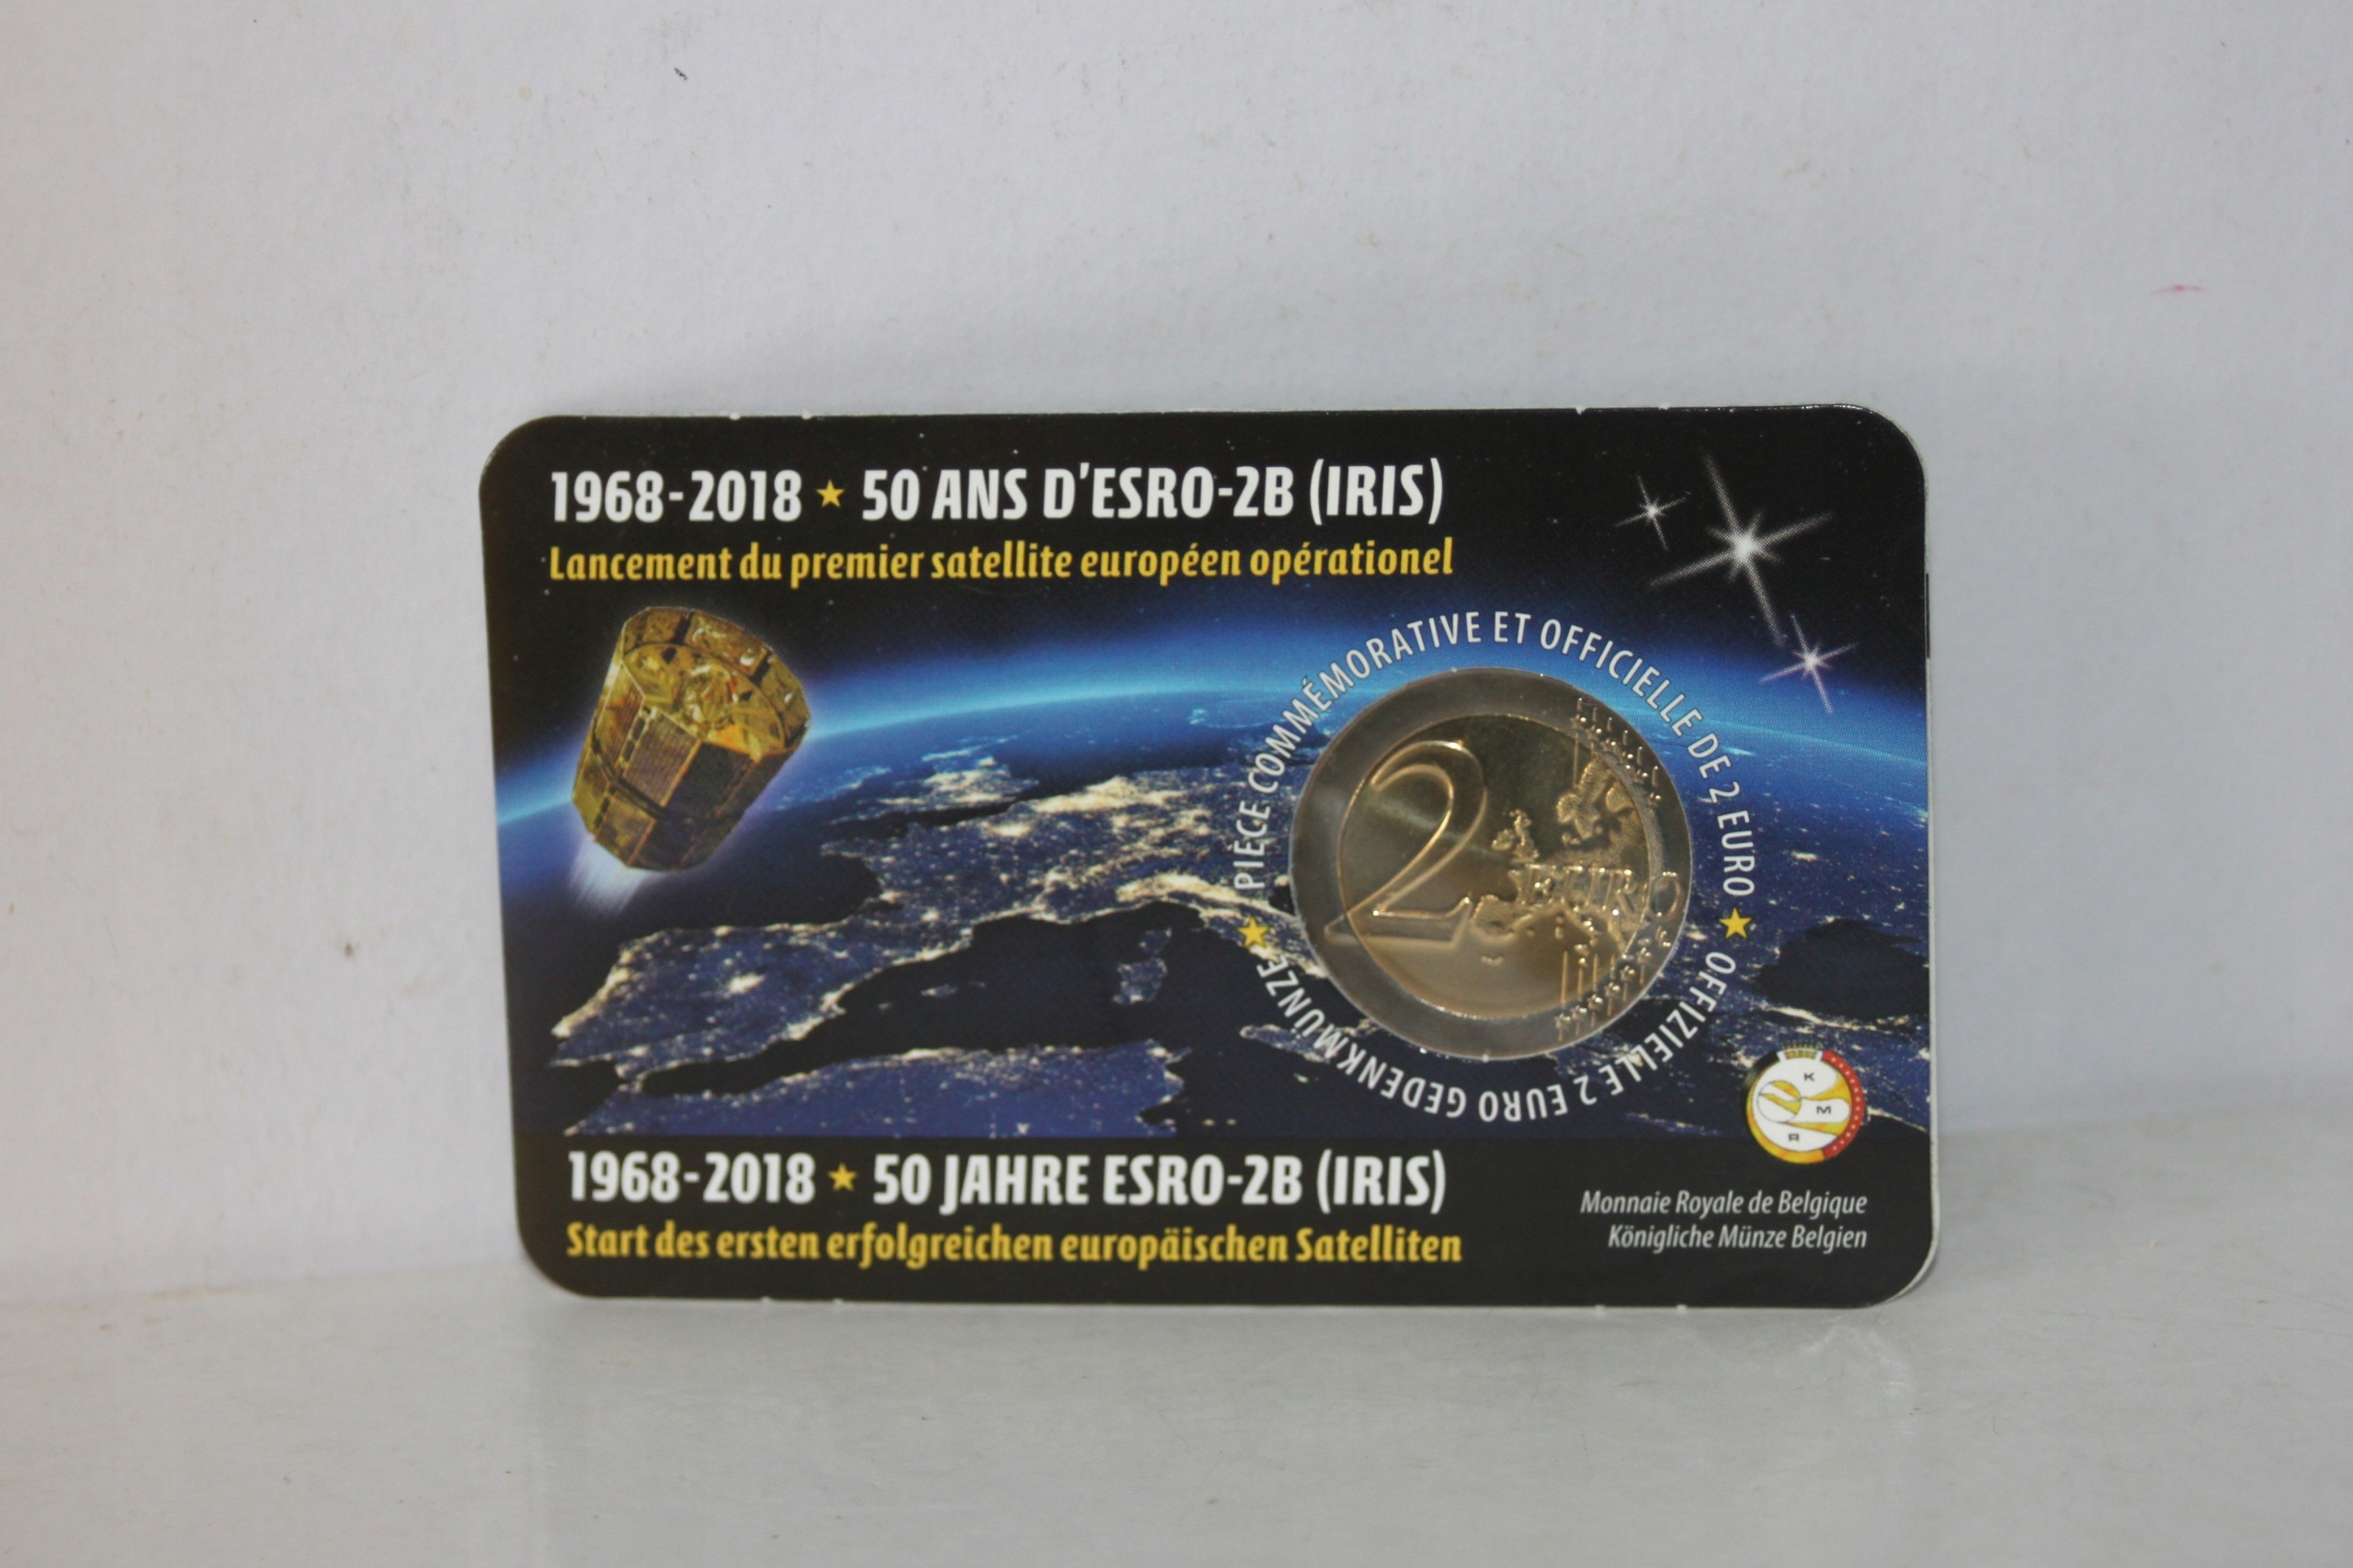 1968-2018 ★ 50 ANS D'ESRO-2B (IRIS)
Lancement du premier satellite européen opérationel
PIÈCE COMMÉMORATIVE ET OFFICIELLE DE 2 EURO ★
OFFIZIELLE 2 EURO GEDENKMÜNZE ★
2 EURO
K
M
R
1968-2018 ★ 50 JAHRE ESRO-2B (IRIS)
Start des ersten erfolgreichen europäischen Satelliten
Monnaie Royale de Belgique
Königliche Münze Belgien